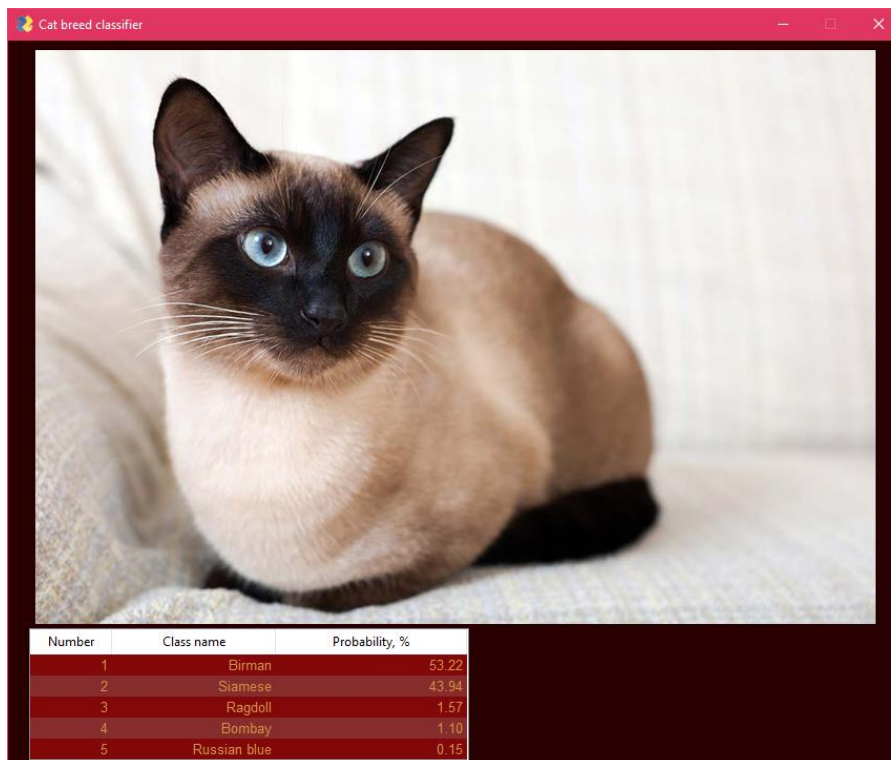 Cat breed classifier
Number Class name Probability, %
1 Birman 53.22
2 Siamese 43.94
3 Ragdoll 1.57
4 Bombay 1.10
5 Russian blue 0.15